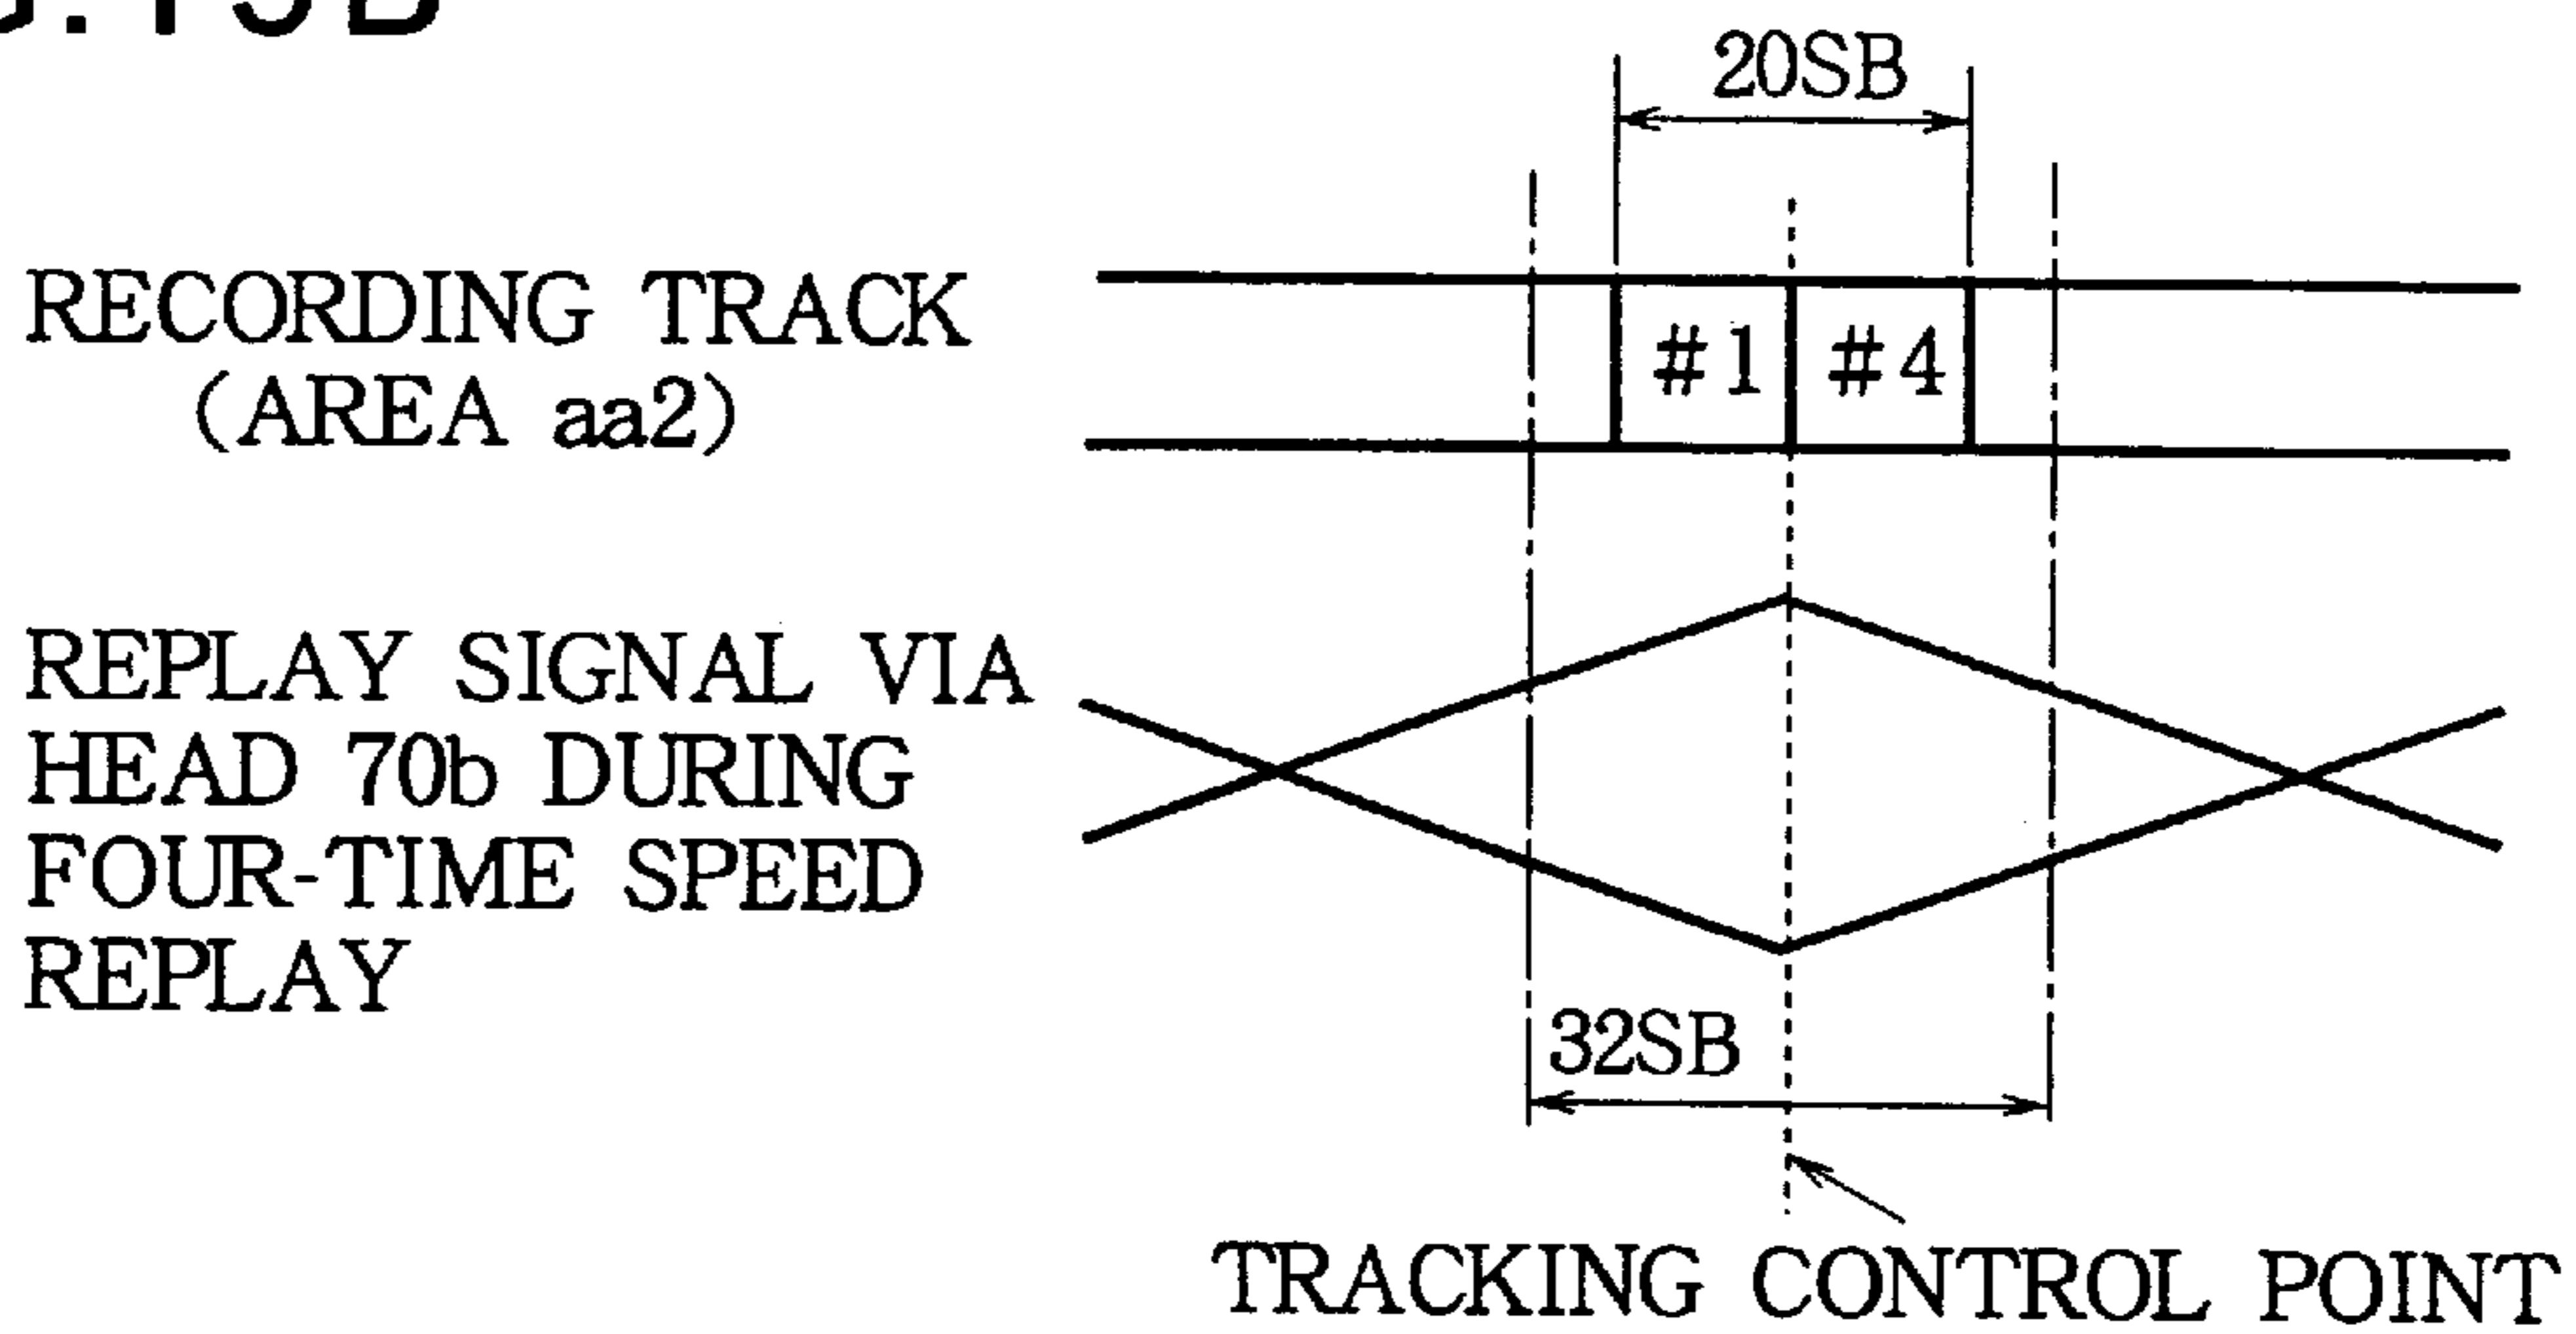 20SB
RECORDING TRACK
(AREA aa2)
#1 #4
REPLAY SIGNAL VIA
HEAD 70b DURING
FOUR-TIME SPEED
REPLAY
32SB
TRACKING CONTROL POINT